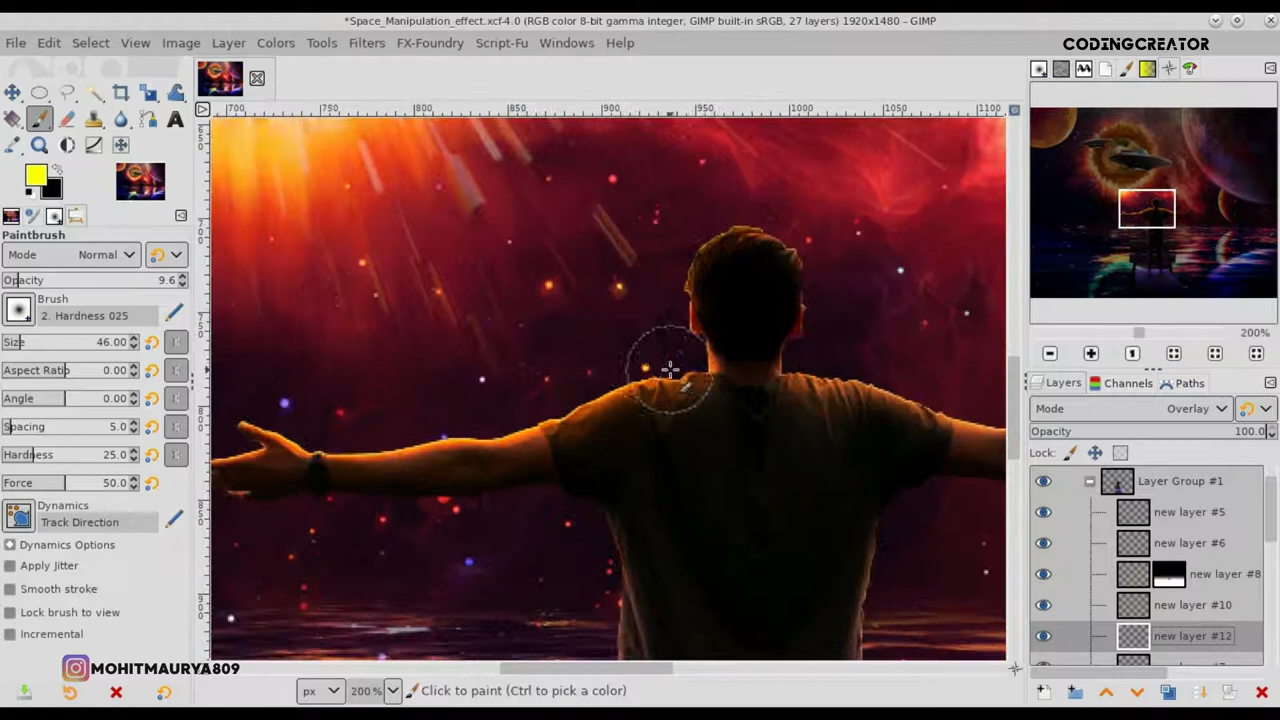 *Space_Manipulation_effect.xcf-4.0 (RGB color 8-bit gamma integer, GIMP built-in sRGB, 27 layers) 1920x1480 – GIMP
File Edit Select View Image Layer Colors Tools Filters FX-Foundry Script-Fu Windows Help
CODINGCREATOR
700 750 800 850 900 950 1000 1050 1100
Paintbrush
Mode Normal
Opacity 9.6
Brush
2. Hardness 025
Size 46.00
Aspect Ratio 0.00
Angle 0.00
Spacing 5.0
Hardness 25.0
Force 50.0
Dynamics
Track Direction
Dynamics Options
Apply Jitter
Smooth stroke
Lock brush to view
Incremental
MOHITMAURYA809
px 200% Click to paint (Ctrl to pick a color)
200%
Layers Channels Paths
Mode Overlay
Opacity 100.0
Lock:
Layer Group #1
new layer #5
new layer #6
new layer #8
new layer #10
new layer #12